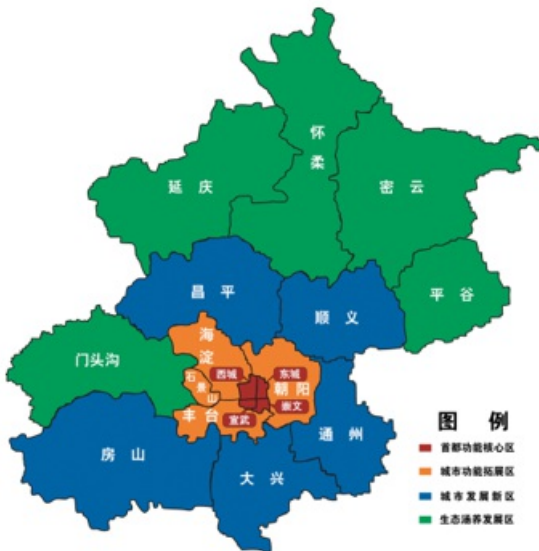 怀柔
延庆
密云
昌平
顺义
平谷
海淀
门头沟
西城
东城
石景山
朝阳
丰台
宣武
崇文
通州
房山
大兴
图例
首都功能核心区
城市功能拓展区
城市发展新区
生态涵养发展区